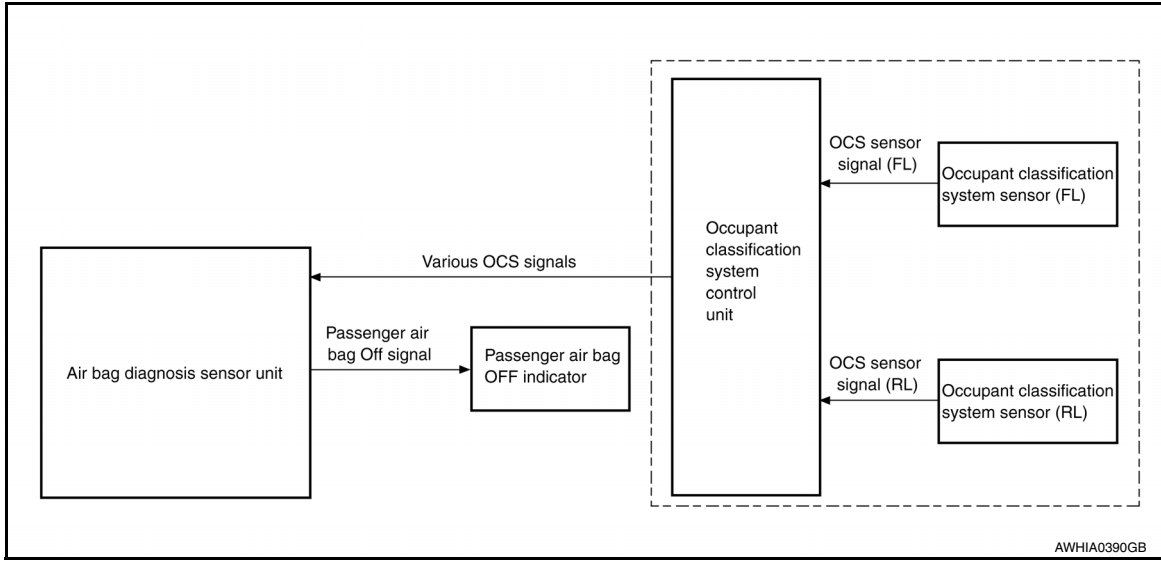 OCS sensor
signal (FL)
Occupant classification
system sensor (FL)
Occupant
classification
system
control
unit
Various OCS signals
Passenger air
bag Off signal
Air bag diagnosis sensor unit
Passenger air bag
OFF indicator
OCS sensor
signal (RL)
Occupant classification
system sensor (RL)
AWHIA0390GB